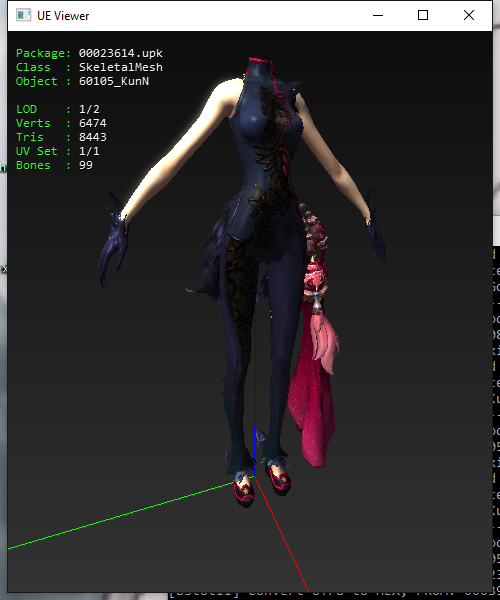 UE Viewer
Package: 00023614.upk
Class  : SkeletalMesh
Object : 60105_KunN
LOD    : 1/2
Verts  : 6474
Tris   : 8443
UV Set : 1/1
Bones  : 99